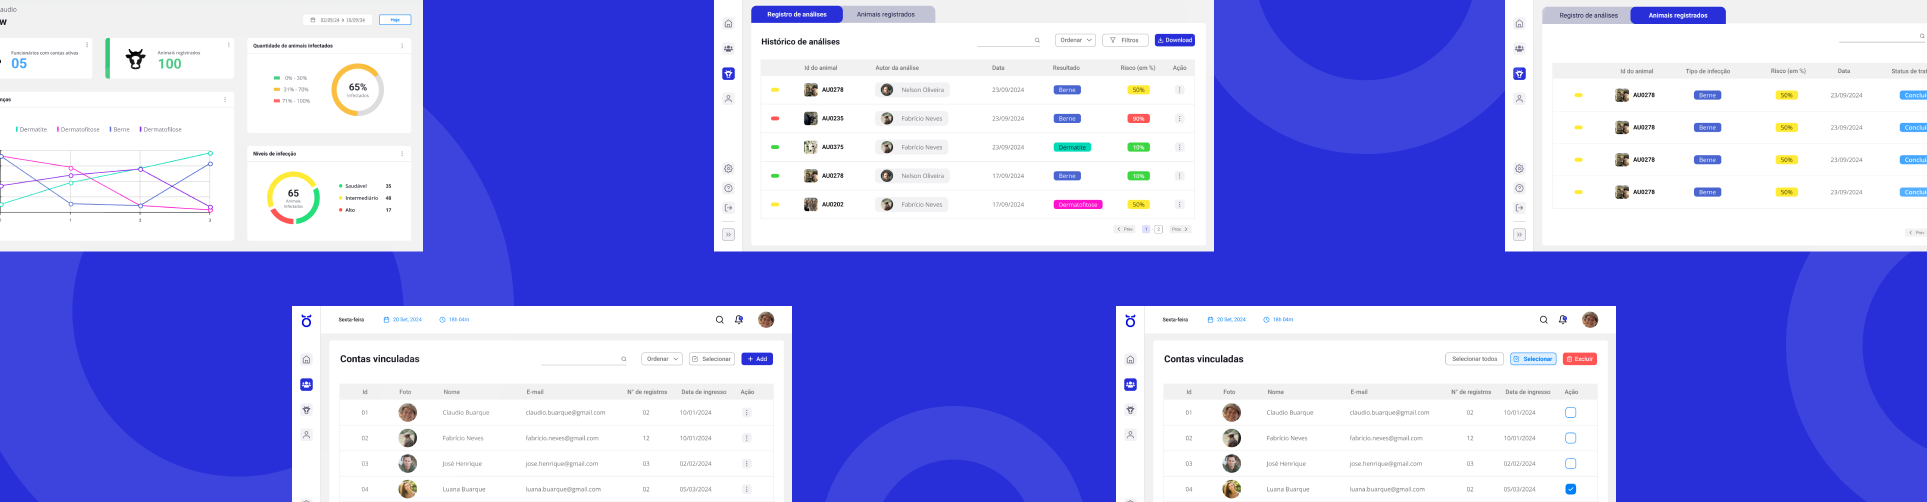 audio
w
02/09/24 a 15/09/24
Hoje
Funcionários com contas ativas
05
Animais registrados
100
Quantidade de animais infectados
0% - 30%
31% - 70%
71% - 100%
65%
Infectados
nças
Dermatite
Dermatofitose
Berne
Dermatofilose
1
2
3
Níveis de infecção
65
Animais
infectados
Saudável 35
Intermediário 48
Alto 17
Registro de análises
Animais registrados
Histórico de análises
Ordenar
Filtros
Download
Id do animal Autor da análise Data Resultado Risco (em %) Ação
AU0278 Nelson Oliveira 23/09/2024 Berne 50%
AU0235 Fabrício Neves 23/09/2024 Berne 90%
AU0375 Fabrício Neves 23/09/2024 Dermatite 10%
AU0278 Nelson Oliveira 17/09/2024 Berne 10%
AU0202 Fabrício Neves 17/09/2024 Dermatofitose 50%
Prev 1 2 Prox
Registro de análises
Animais registrados
Id do animal Tipo de infecção Risco (em %) Data Status de trat
AU0278 Berne 50% 23/09/2024 Concluí
AU0278 Berne 50% 23/09/2024 Concluí
AU0278 Berne 50% 23/09/2024 Concluí
AU0278 Berne 50% 23/09/2024 Concluí
Prev
Sexta-feira 20 Set, 2024 18h 04m
Contas vinculadas
Ordenar
Selecionar
+ Add
Id Foto Nome E-mail N° de registros Data de ingresso Ação
01 Claudio Buarque claudio.buarque@gmail.com 02 10/01/2024
02 Fabrício Neves fabricio.neves@gmail.com 12 10/01/2024
03 José Henrique jose.henrique@gmail.com 03 02/02/2024
04 Luana Buarque luana.buarque@gmail.com 02 05/03/2024
Sexta-feira 20 Set, 2024 18h 04m
Contas vinculadas
Selecionar todos
Selecionar
Excluir
Id Foto Nome E-mail N° de registros Data de ingresso Ação
01 Claudio Buarque claudio.buarque@gmail.com 02 10/01/2024
02 Fabrício Neves fabricio.neves@gmail.com 12 10/01/2024
03 José Henrique jose.henrique@gmail.com 03 02/02/2024
04 Luana Buarque luana.buarque@gmail.com 02 05/03/2024